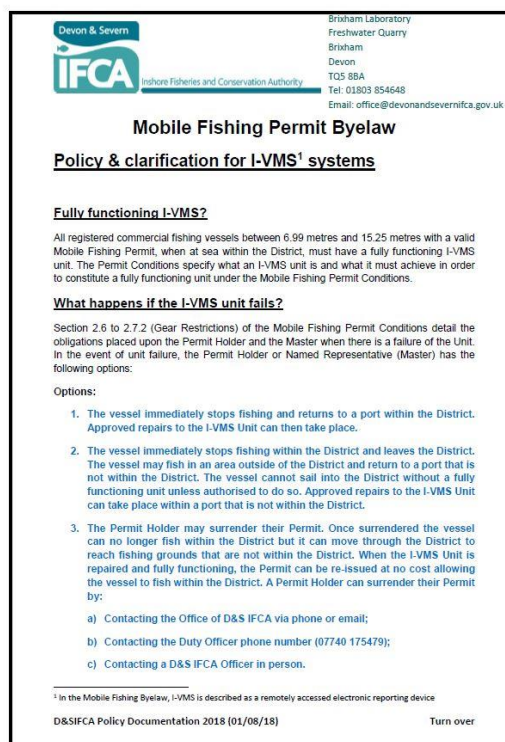 Devon & Severn
IFCA
Inshore Fisheries and Conservation Authority
Brixham Laboratory
Freshwater Quarry
Brixham
Devon
TQ5 8BA
Tel: 01803 854648
Email: office@devonandsevernifca.gov.uk
Mobile Fishing Permit Byelaw
Policy & clarification for I-VMS¹ systems
Fully functioning I-VMS?
All registered commercial fishing vessels between 6.99 metres and 15.25 metres with a valid
Mobile Fishing Permit, when at sea within the District, must have a fully functioning I-VMS
unit. The Permit Conditions specify what an I-VMS unit is and what it must achieve in order
to constitute a fully functioning unit under the Mobile Fishing Permit Conditions.
What happens if the I-VMS unit fails?
Section 2.6 to 2.7.2 (Gear Restrictions) of the Mobile Fishing Permit Conditions detail the
obligations placed upon the Permit Holder and the Master when there is a failure of the Unit.
In the event of unit failure, the Permit Holder or Named Representative (Master) has the
following options:
Options:
1. The vessel immediately stops fishing and returns to a port within the District.
Approved repairs to the I-VMS Unit can then take place.
2. The vessel immediately stops fishing within the District and leaves the District.
The vessel may fish in an area outside of the District and return to a port that is
not within the District. The vessel cannot sail into the District without a fully
functioning unit unless authorised to do so. Approved repairs to the I-VMS Unit
can take place within a port that is not within the District.
3. The Permit Holder may surrender their Permit. Once surrendered the vessel
can no longer fish within the District but it can move through the District to
reach fishing grounds that are not within the District. When the I-VMS Unit is
repaired and fully functioning, the Permit can be re-issued at no cost allowing
the vessel to fish within the District. A Permit Holder can surrender their Permit
by:
a) Contacting the Office of D&S IFCA via phone or email;
b) Contacting the Duty Officer phone number (07740 175479);
c) Contacting a D&S IFCA Officer in person.
¹ In the Mobile Fishing Byelaw, I-VMS is described as a remotely accessed electronic reporting device
D&SIFCA Policy Documentation 2018 (01/08/18)
Turn over